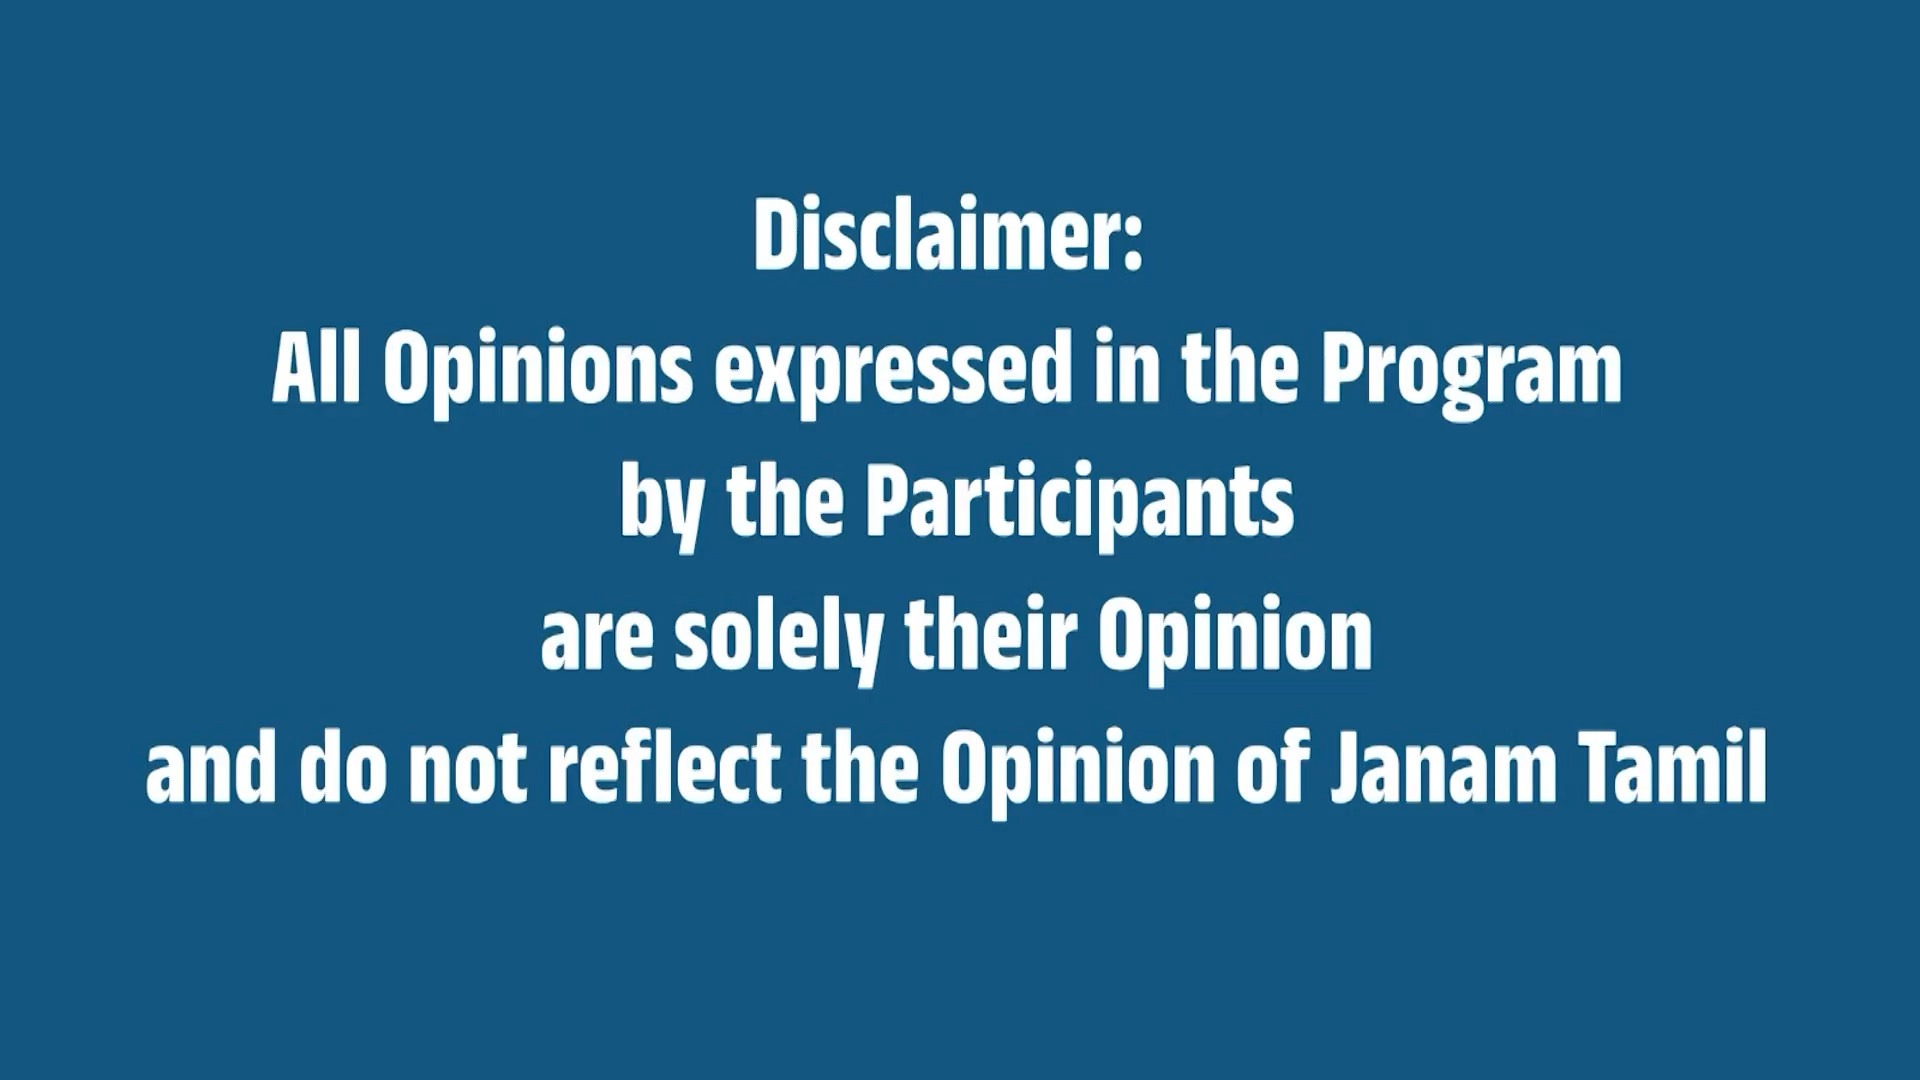 Disclaimer:
All Opinions expressed in the Program
by the Participants
are solely their Opinion
and do not reflect the Opinion of Janam Tamil